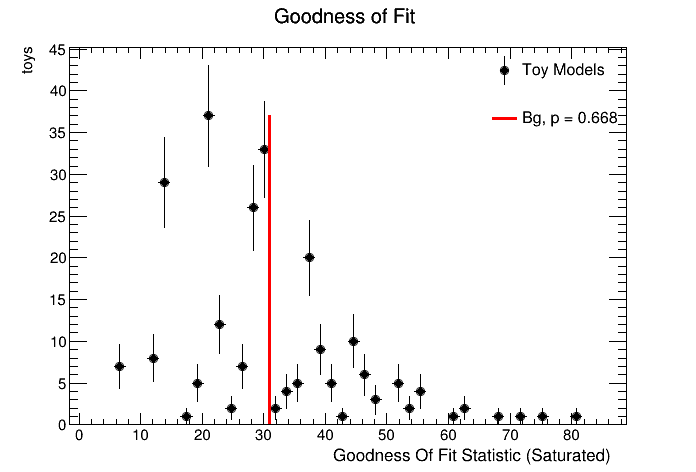 Goodness of Fit
toys
45
40
35
30
25
20
15
10
5
0
Toy Models
Bg, p = 0.668
0 10 20 30 40 50 60 70 80
Goodness Of Fit Statistic (Saturated)